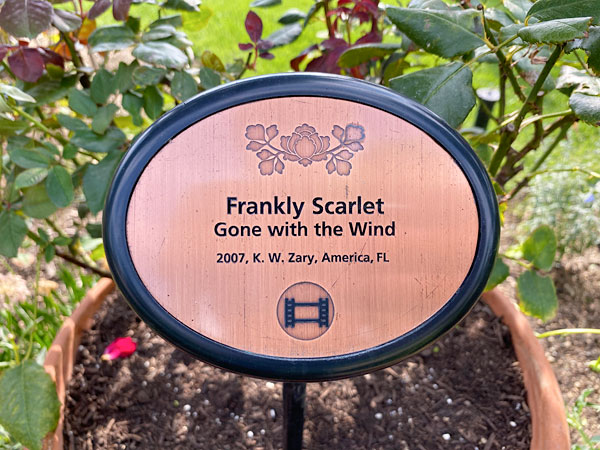 Frankly Scarlet
Gone with the Wind
2007, K. W. Zary, America, FL